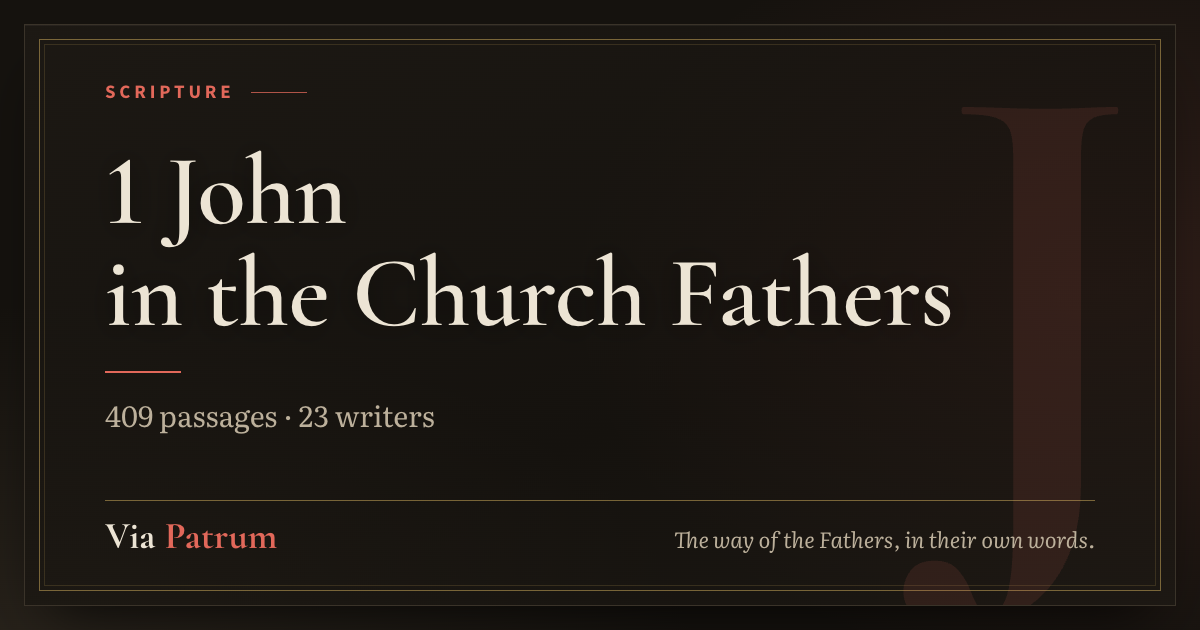 SCRIPTURE
1 John
in the Church Fathers
409 passages · 23 writers
Via Patrum
The way of the Fathers, in their own words.
J